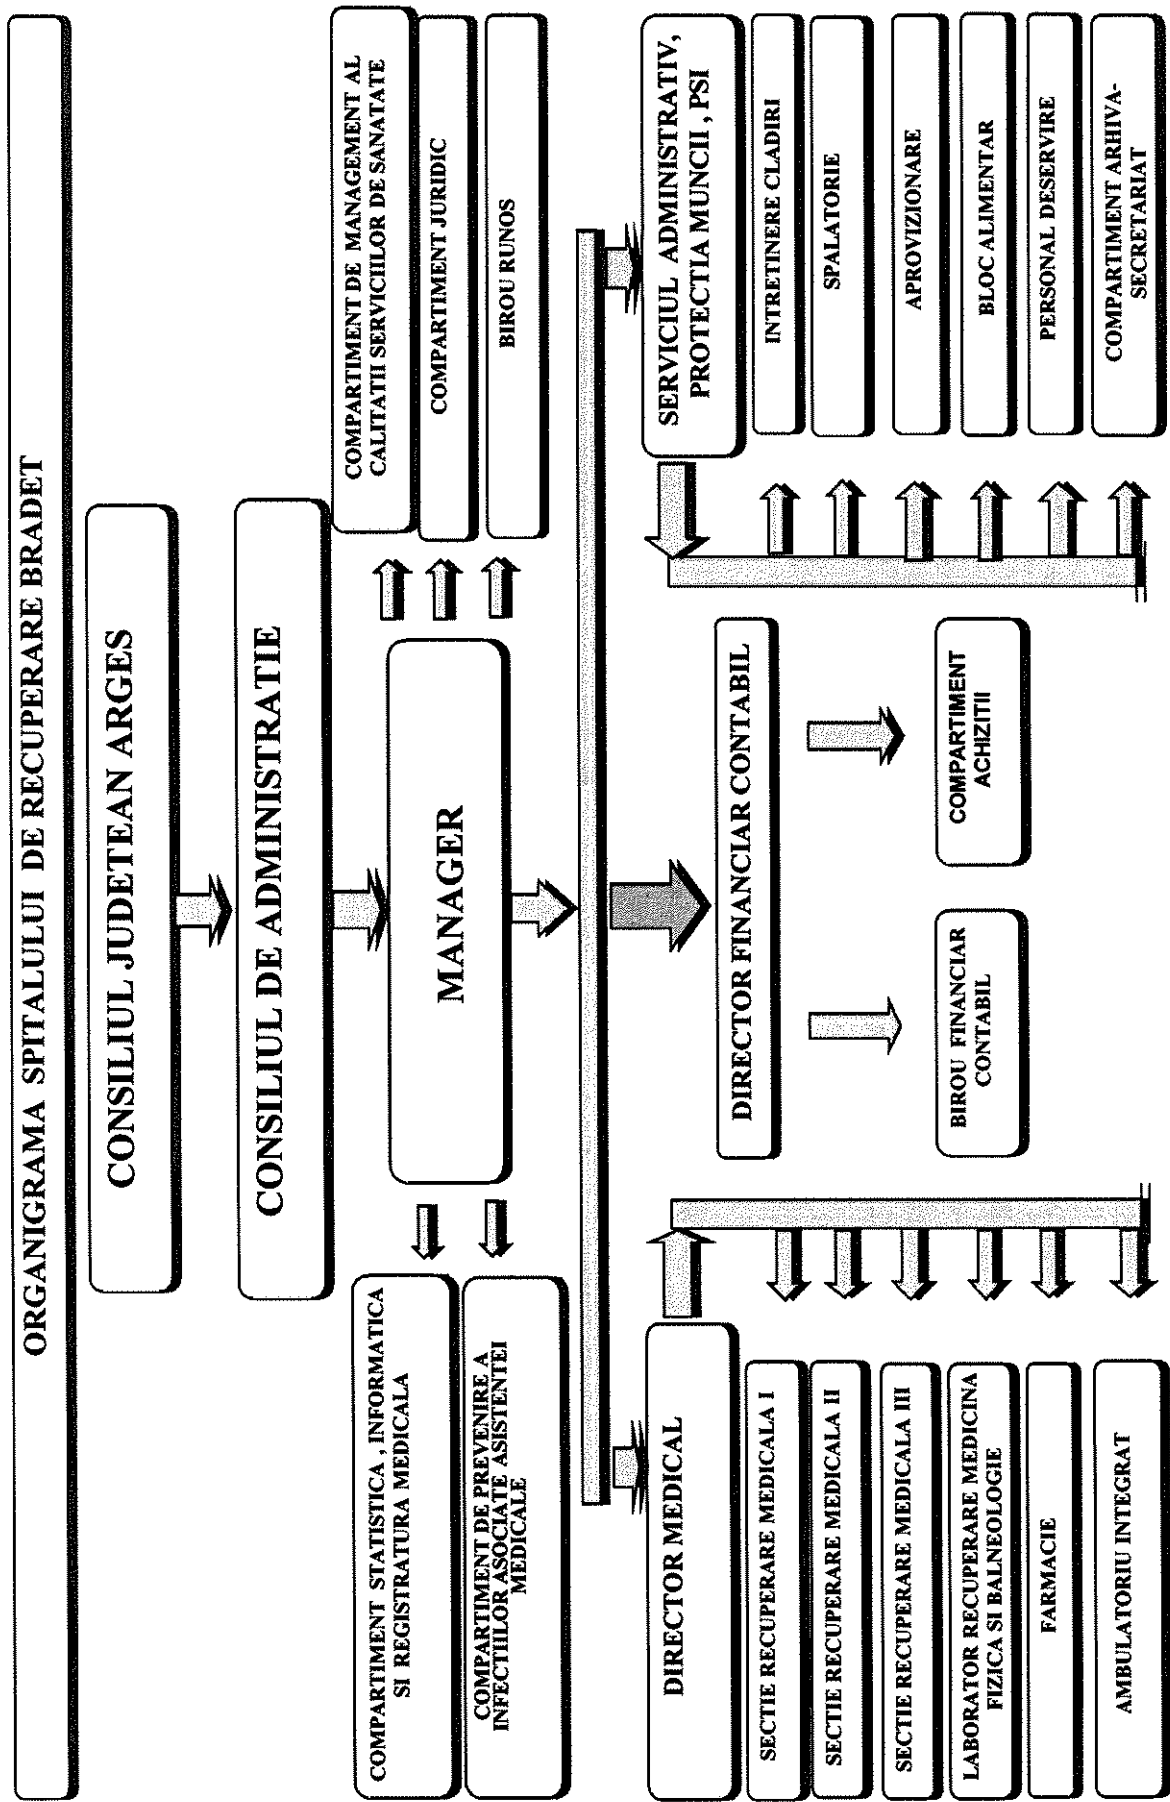 ORGANIGRAMA SPITALULUI DE RECUPERARE BRADET
CONSILIUL JUDETEAN ARGES
CONSILIUL DE ADMINISTRATIE
MANAGER
COMPARTIMENT STATISTICA , INFORMATICA
SI REGISTRATURA MEDICALA
COMPARTIMENT DE PREVENIRE A
INFECTIILOR ASOCIATE ASISTENTEI
MEDICALE
COMPARTIMENT DE MANAGEMENT AL
CALITATII SERVICIILOR DE SANATATE
COMPARTIMENT JURIDIC
BIROU RUNOS
DIRECTOR MEDICAL
SECTIE RECUPERARE MEDICALA I
SECTIE RECUPERARE MEDICALA II
SECTIE RECUPERARE MEDICALA III
LABORATOR RECUPERARE MEDICINA
FIZICA SI BALNEOLOGIE
FARMACIE
AMBULATORIU INTEGRAT
DIRECTOR FINANCIAR CONTABIL
BIROU FINANCIAR
CONTABIL
COMPARTIMENT
ACHIZITII
SERVICIUL ADMINISTRATIV,
PROTECTIA MUNCII , PSI
INTRETINERE CLADIRI
SPALATORIE
APROVIZIONARE
BLOC ALIMENTAR
PERSONAL DESERVIRE
COMPARTIMENT ARHIVA-
SECRETARIAT